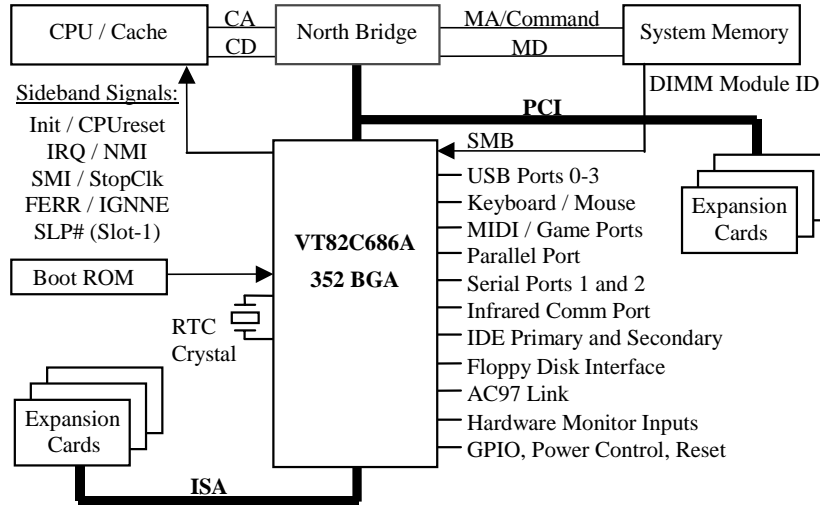 CPU / Cache
CA
CD
North Bridge
MA/Command
MD
System Memory
DIMM Module ID
Sideband Signals:
Init / CPUreset
IRQ / NMI
SMI / StopClk
FERR / IGNNE
SLP# (Slot-1)
PCI
SMB
Expansion
Cards
VT82C686A
352 BGA
USB Ports 0-3
Keyboard / Mouse
MIDI / Game Ports
Parallel Port
Serial Ports 1 and 2
Infrared Comm Port
IDE Primary and Secondary
Floppy Disk Interface
AC97 Link
Hardware Monitor Inputs
GPIO, Power Control, Reset
Boot ROM
RTC
Crystal
Expansion
Cards
ISA